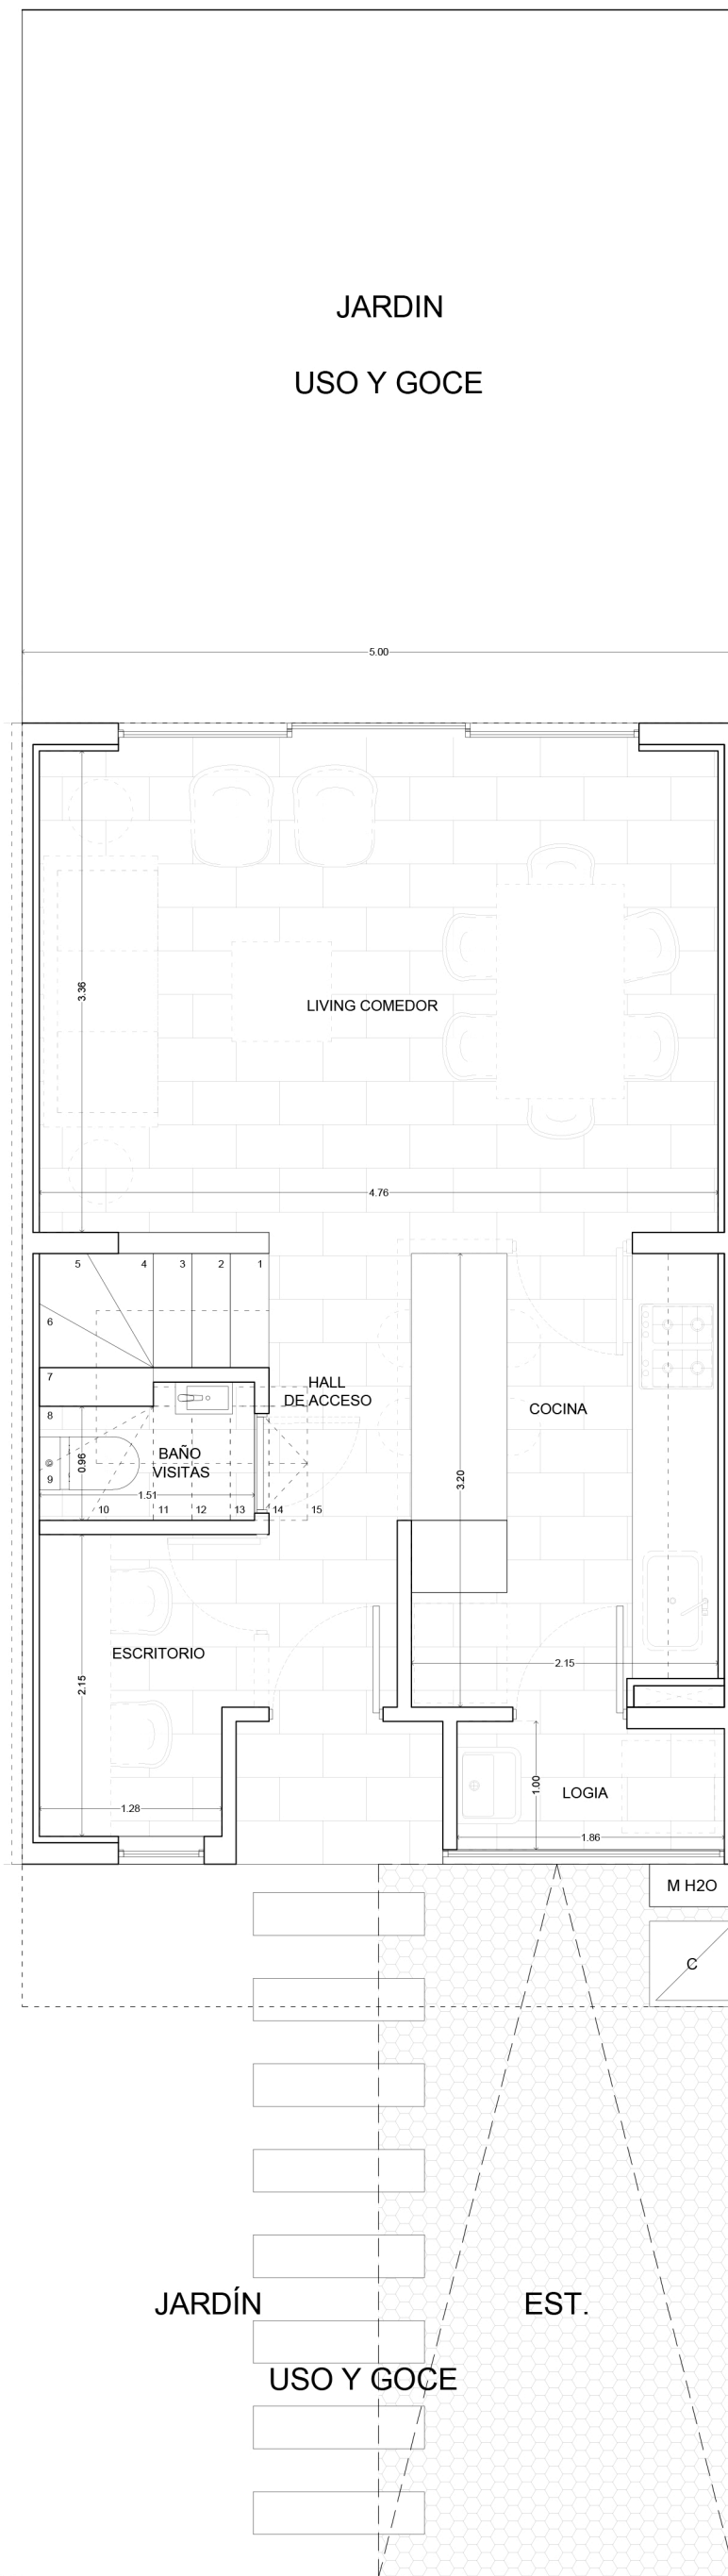 JARDIN
USO Y GOCE
5.00
3.36
LIVING COMEDOR
4.76
5
4
3
2
1
6
7
HALL
DE ACCESO
COCINA
8
BAÑO
VISITAS
0.96
9
3.20
1.51
10
11
12
13
14
15
ESCRITORIO
2.15
2.15
LOGIA
1.00
1.28
1.86
M H2O
C
JARDÍN
EST.
USO Y GOCE